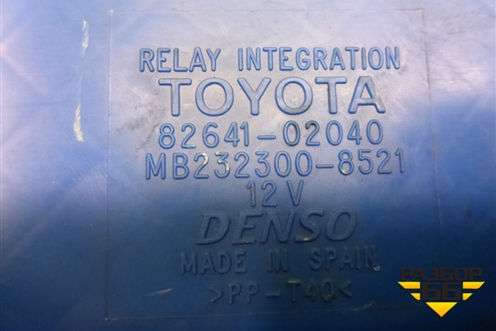 RELAY INTEGRATION
TOYOTA
82641-02040
MB232300-8521
12 V
DENSO
MADE IN SPAIN
>PP-T40<
РАЗБОР
66